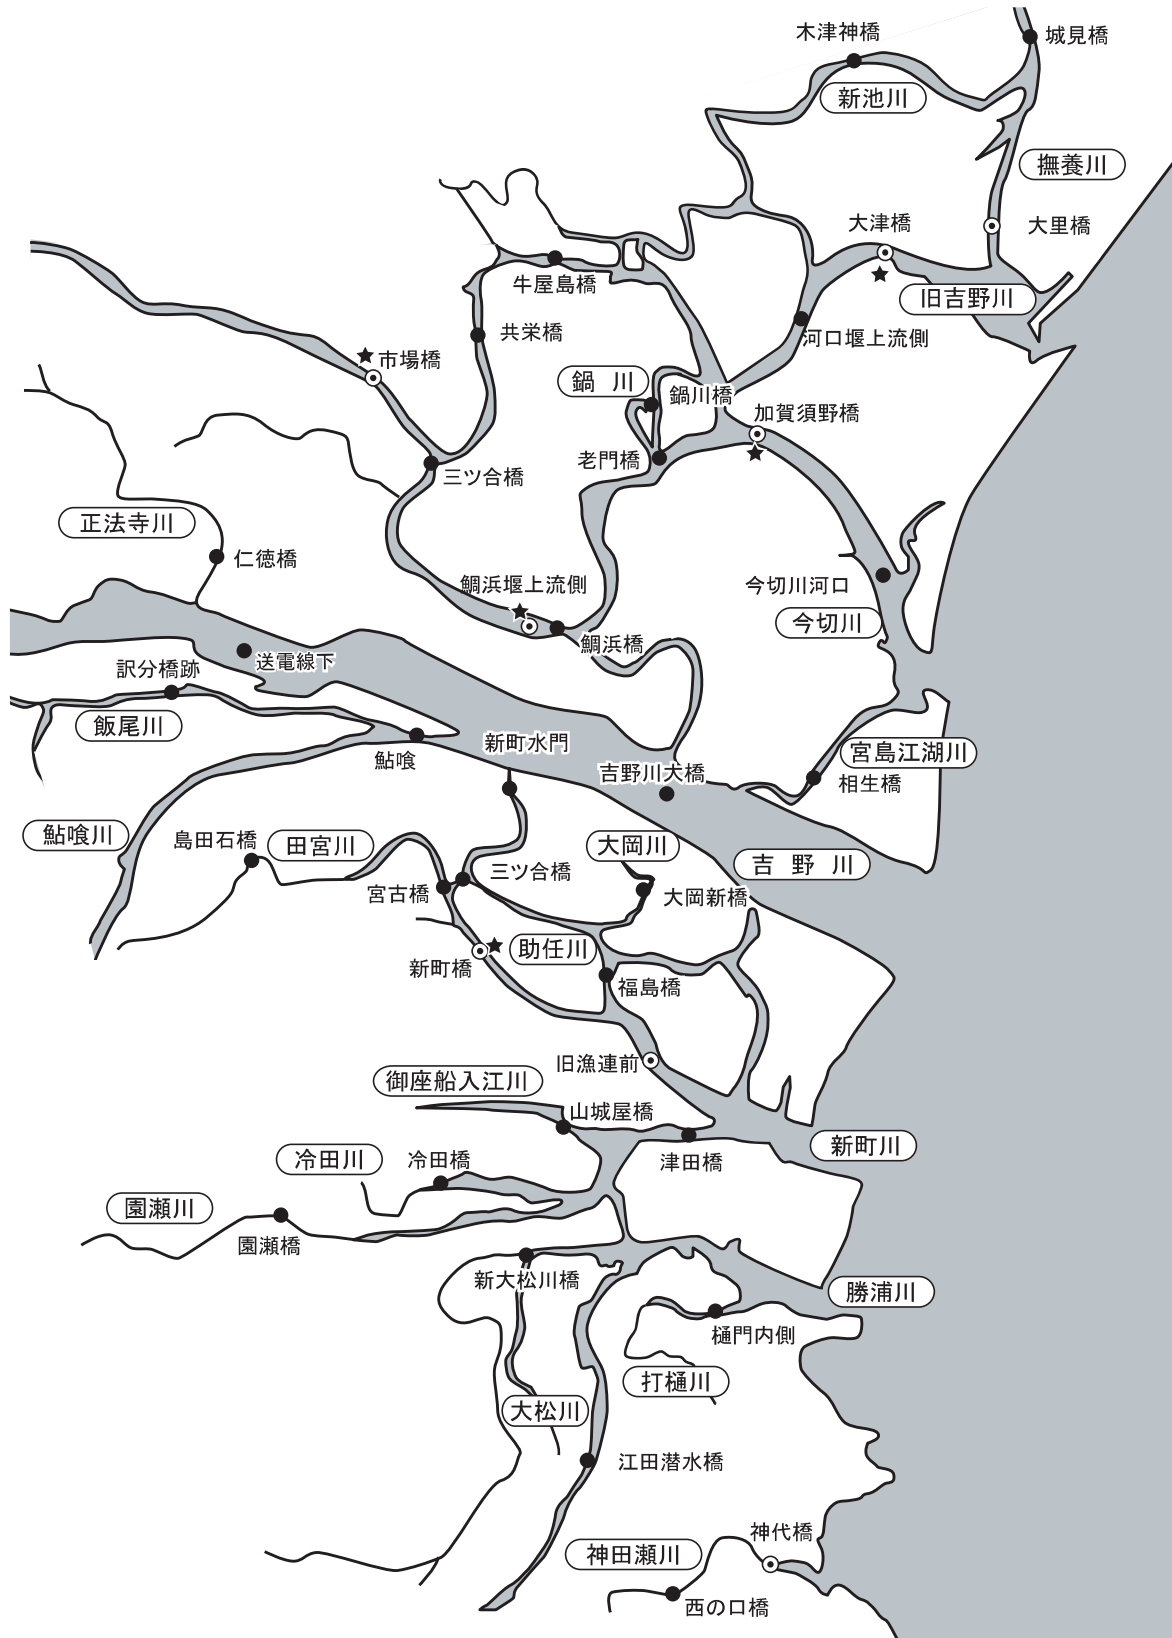 木津神橋
城見橋
新池川
撫養川
大津橋
大里橋
牛屋島橋
旧吉野川
共栄橋
河口堰上流側
市場橋
鍋 川
鍋川橋
加賀須野橋
老門橋
三ツ合橋
正法寺川
仁徳橋
鯛浜堰上流側
今切川河口
今切川
鯛浜橋
送電線下
訳分橋跡
飯尾川
新町水門
鮎喰
宮島江湖川
吉野川大橋
相生橋
鮎喰川
島田石橋
田宮川
大岡川
吉 野 川
三ツ合橋
宮古橋
大岡新橋
助任川
新町橋
福島橋
旧漁連前
御座船入江川
山城屋橋
新町川
冷田川
冷田橋
津田橋
園瀬川
園瀬橋
新大松川橋
勝浦川
樋門内側
打樋川
大松川
江田潜水橋
神代橋
神田瀬川
西の口橋